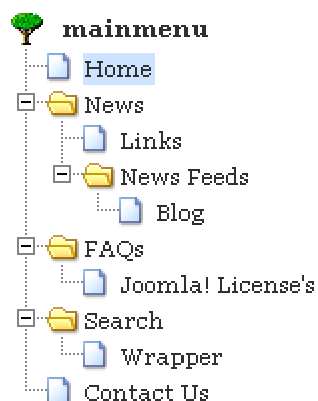 mainmenu
Home
News
Links
News Feeds
Blog
FAQs
Joomla! License's
Search
Wrapper
Contact Us